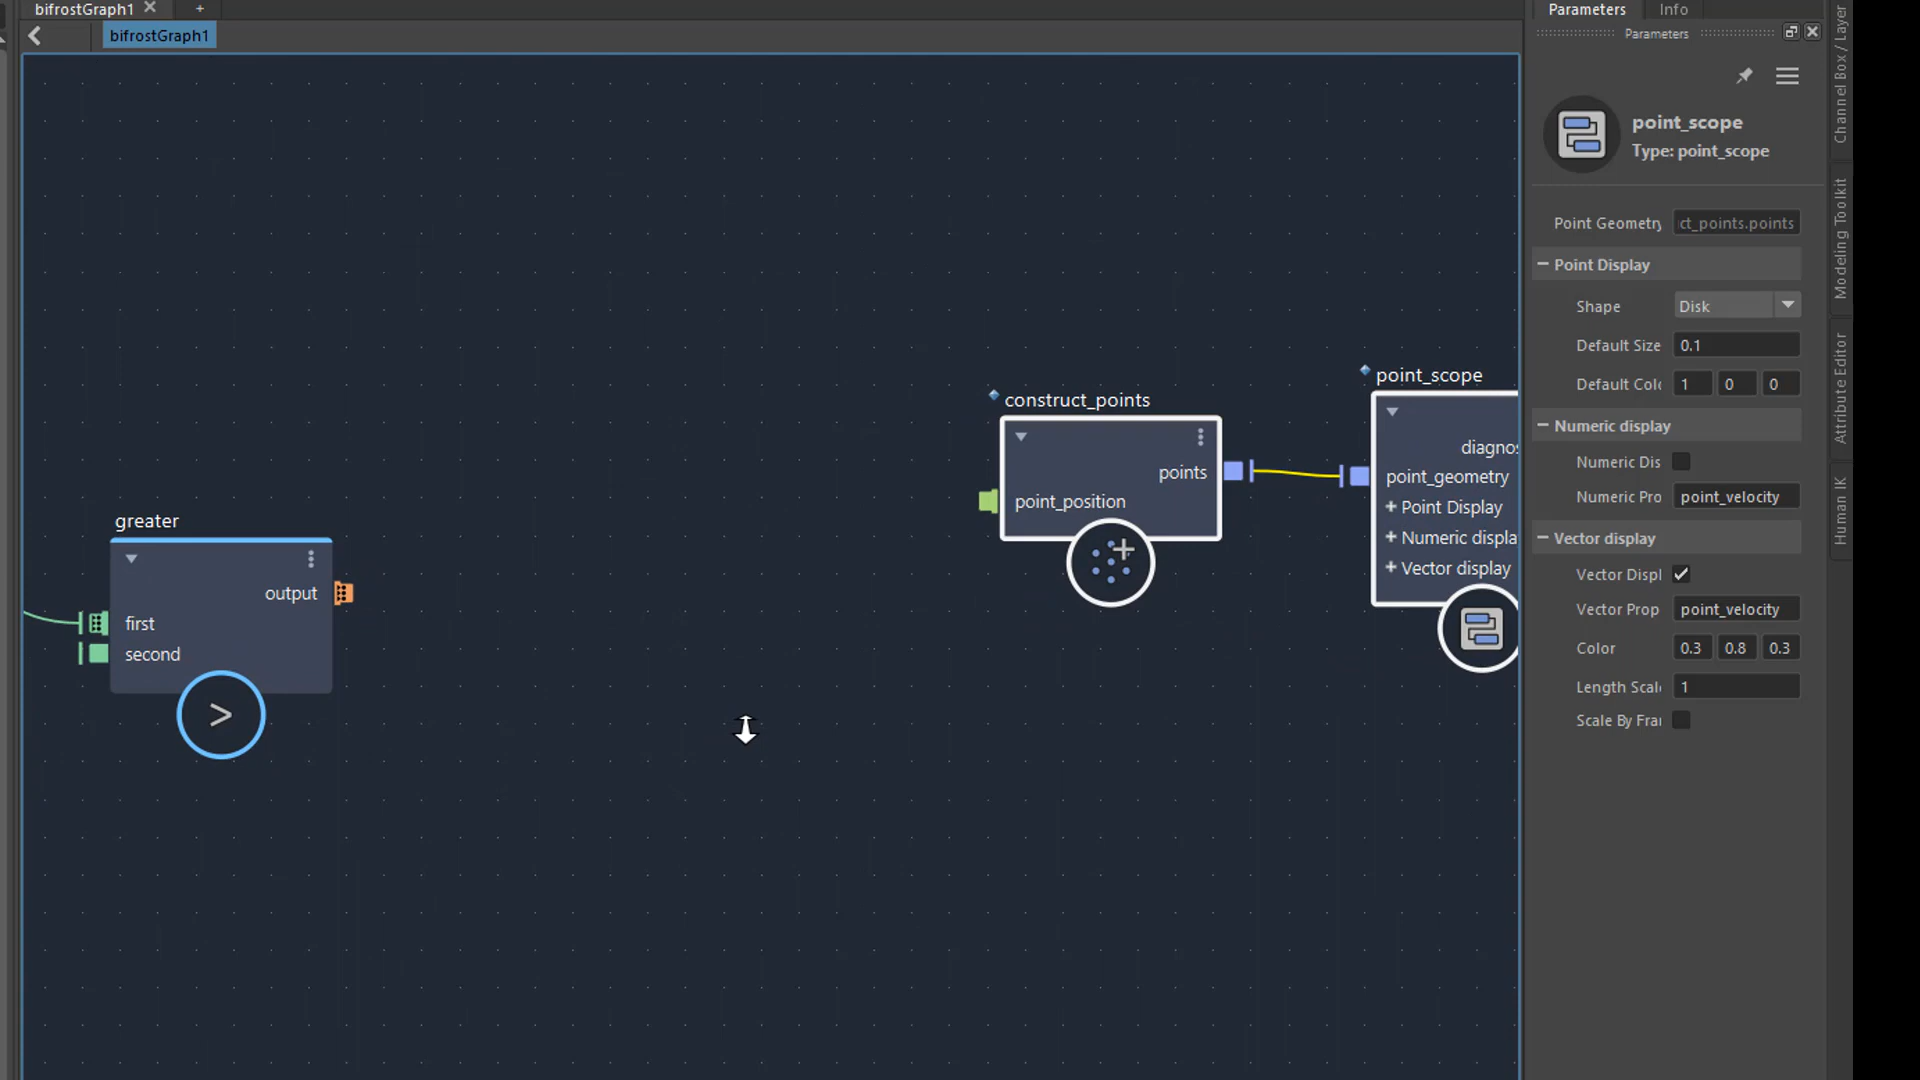 bifrostGraph1
+
bifrostGraph1
greater
output
first
second
>
construct_points
points
point_position
point_scope
diagnos
point_geometry
+ Point Display
+ Numeric displa
+ Vector display
Parameters
Info
Parameters
point_scope
Type: point_scope
Point Geometry
ct_points.points
Point Display
Shape
Disk
Default Size
0.1
Default Colo
1 0 0
Numeric display
Numeric Dis
Numeric Pro
point_velocity
Vector display
Vector Displ
Vector Prop
point_velocity
Color
0.3 0.8 0.3
Length Scal
1
Scale By Fra
Channel Box / Layer
Modeling Toolkit
Attribute Editor
Human IK